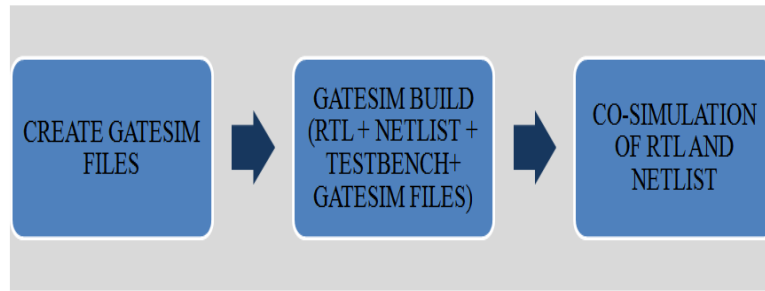 CREATE GATESIM
FILES
GATESIM BUILD
(RTL + NETLIST +
TESTBENCH+
GATESIM FILES)
CO-SIMULATION
OF RTL AND
NETLIST